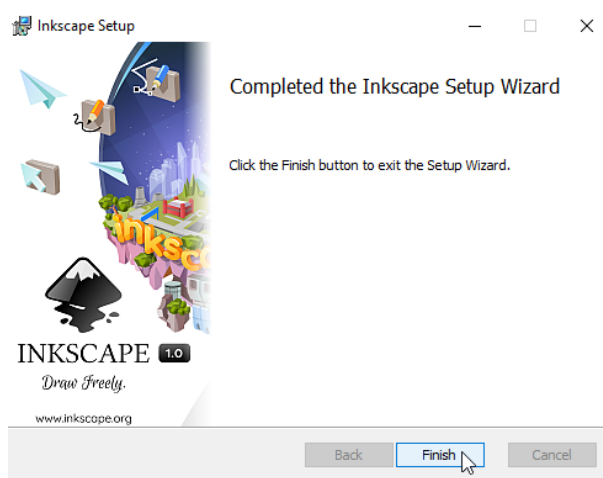 Inkscape Setup
Completed the Inkscape Setup Wizard
Click the Finish button to exit the Setup Wizard.
inksc
INKSCAPE 1.0
Draw Freely.
www.inkscape.org
Back
Finish
Cancel